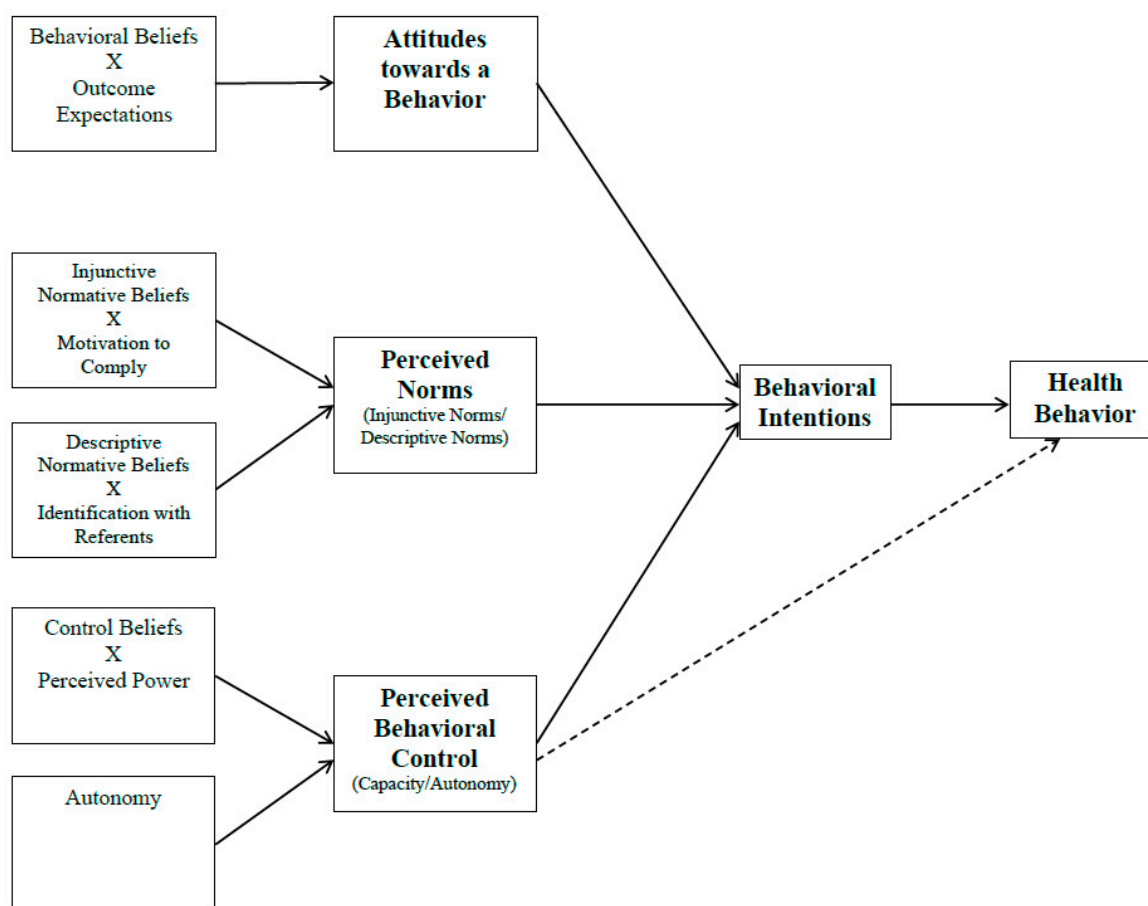 Behavioral Beliefs
X
Outcome
Expectations
Attitudes
towards a
Behavior
Injunctive
Normative Beliefs
X
Motivation to
Comply
Descriptive
Normative Beliefs
X
Identification with
Referents
Perceived
Norms
(Injunctive Norms/
Descriptive Norms)
Control Beliefs
X
Perceived Power
Autonomy
Perceived
Behavioral
Control
(Capacity/Autonomy)
Behavioral
Intentions
Health
Behavior